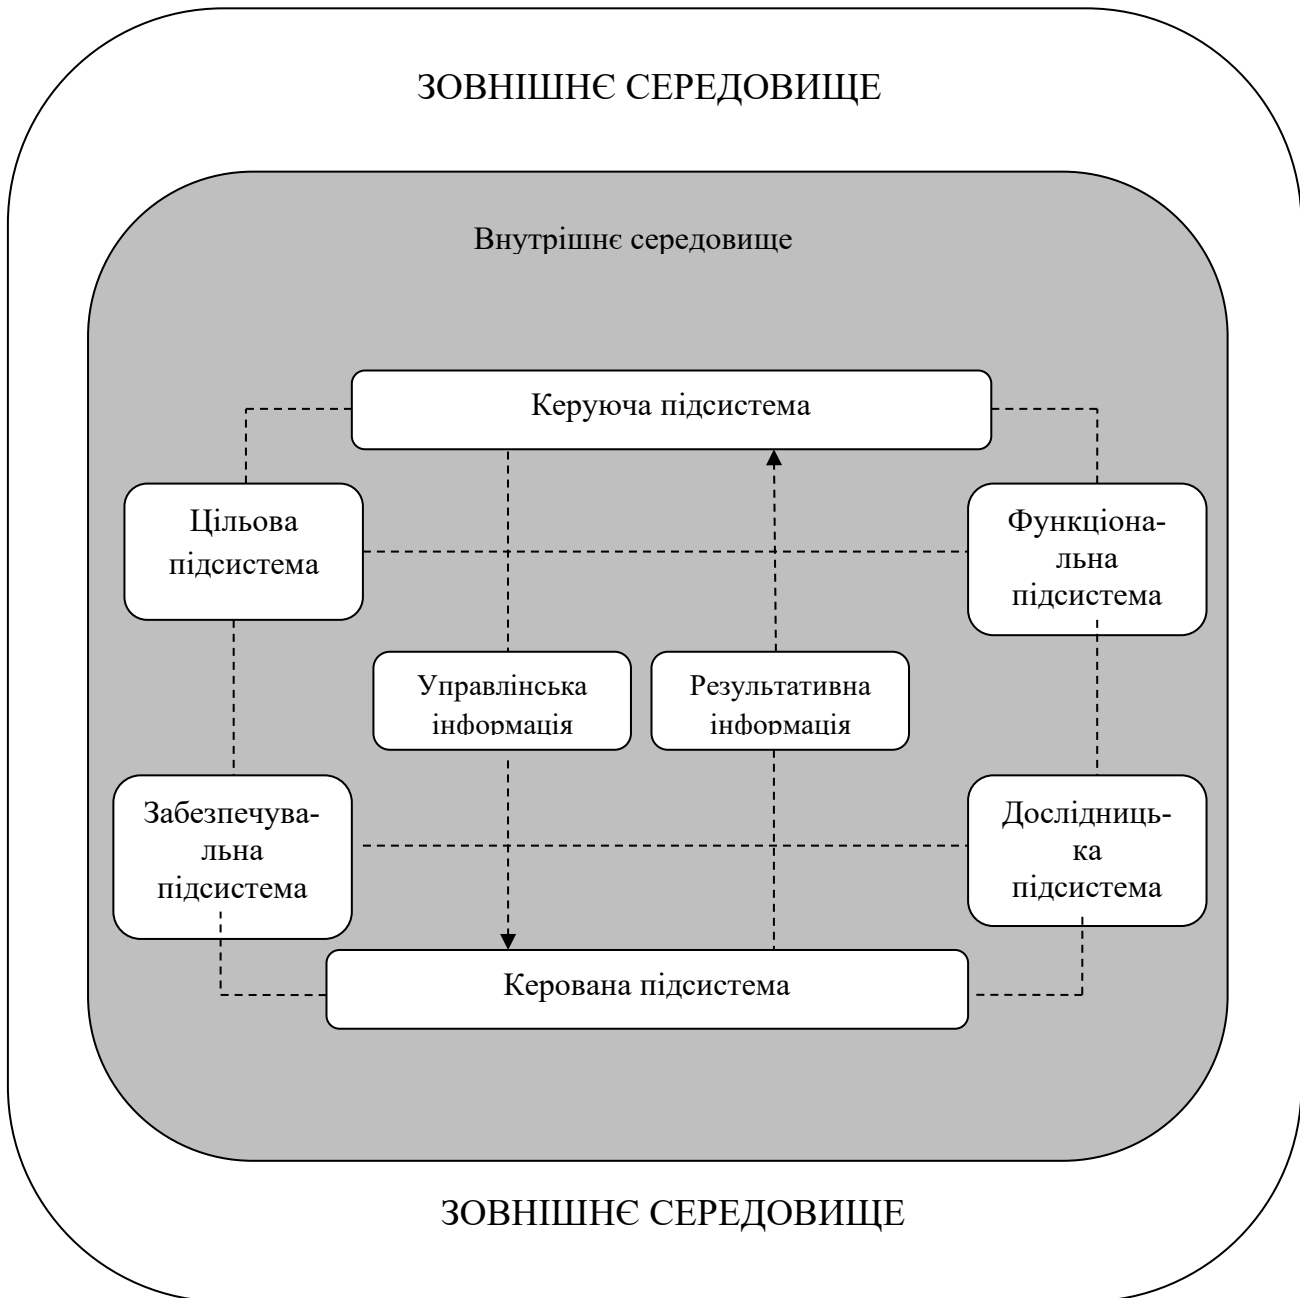 ЗОВНІШНЄ СЕРЕДОВИЩЕ
Внутрішнє середовище
Керуюча підсистема
Цільова
підсистема
Функціона-
льна
підсистема
Управлінська
інформація
Результативна
інформація
Забезпечува-
льна
підсистема
Дослідниць-
ка
підсистема
Керована підсистема
ЗОВНІШНЄ СЕРЕДОВИЩЕ